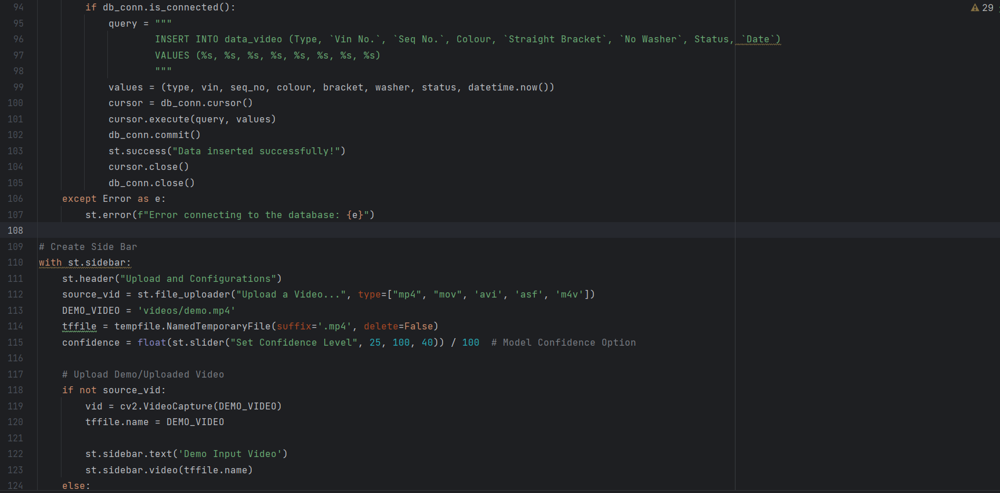 29
94 if db_conn.is_connected():
95 query = """
96 INSERT INTO data_video (Type, `Vin No.`, `Seq No.`, Colour, `Straight Bracket`, `No Washer`, Status, `Date`)
97 VALUES (%s, %s, %s, %s, %s, %s, %s, %s)
98 """
99 values = (type, vin, seq_no, colour, bracket, washer, status, datetime.now())
100 cursor = db_conn.cursor()
101 cursor.execute(query, values)
102 db_conn.commit()
103 st.success("Data inserted successfully!")
104 cursor.close()
105 db_conn.close()
106 except Error as e:
107 st.error(f"Error connecting to the database: {e}")
108
109 # Create Side Bar
110 with st.sidebar:
111 st.header("Upload and Configurations")
112 source_vid = st.file_uploader("Upload a Video...", type=["mp4", "mov", 'avi', 'asf', 'm4v'])
113 DEMO_VIDEO = 'videos/demo.mp4'
114 tffile = tempfile.NamedTemporaryFile(suffix='.mp4', delete=False)
115 confidence = float(st.slider("Set Confidence Level", 25, 100, 40)) / 100  # Model Confidence Option
116
117 # Upload Demo/Uploaded Video
118 if not source_vid:
119 vid = cv2.VideoCapture(DEMO_VIDEO)
120 tffile.name = DEMO_VIDEO
121
122 st.sidebar.text('Demo Input Video')
123 st.sidebar.video(tffile.name)
124 else: